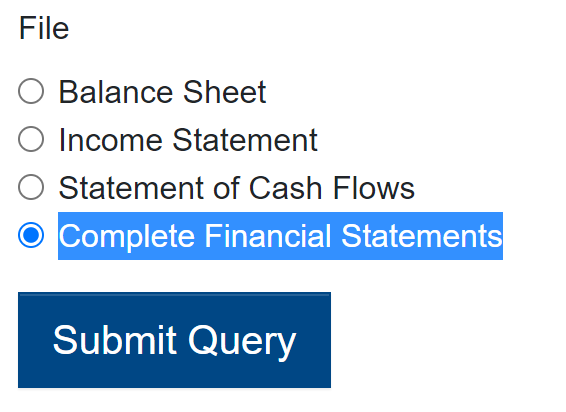 File
Balance Sheet
Income Statement
Statement of Cash Flows
Complete Financial Statements
Submit Query